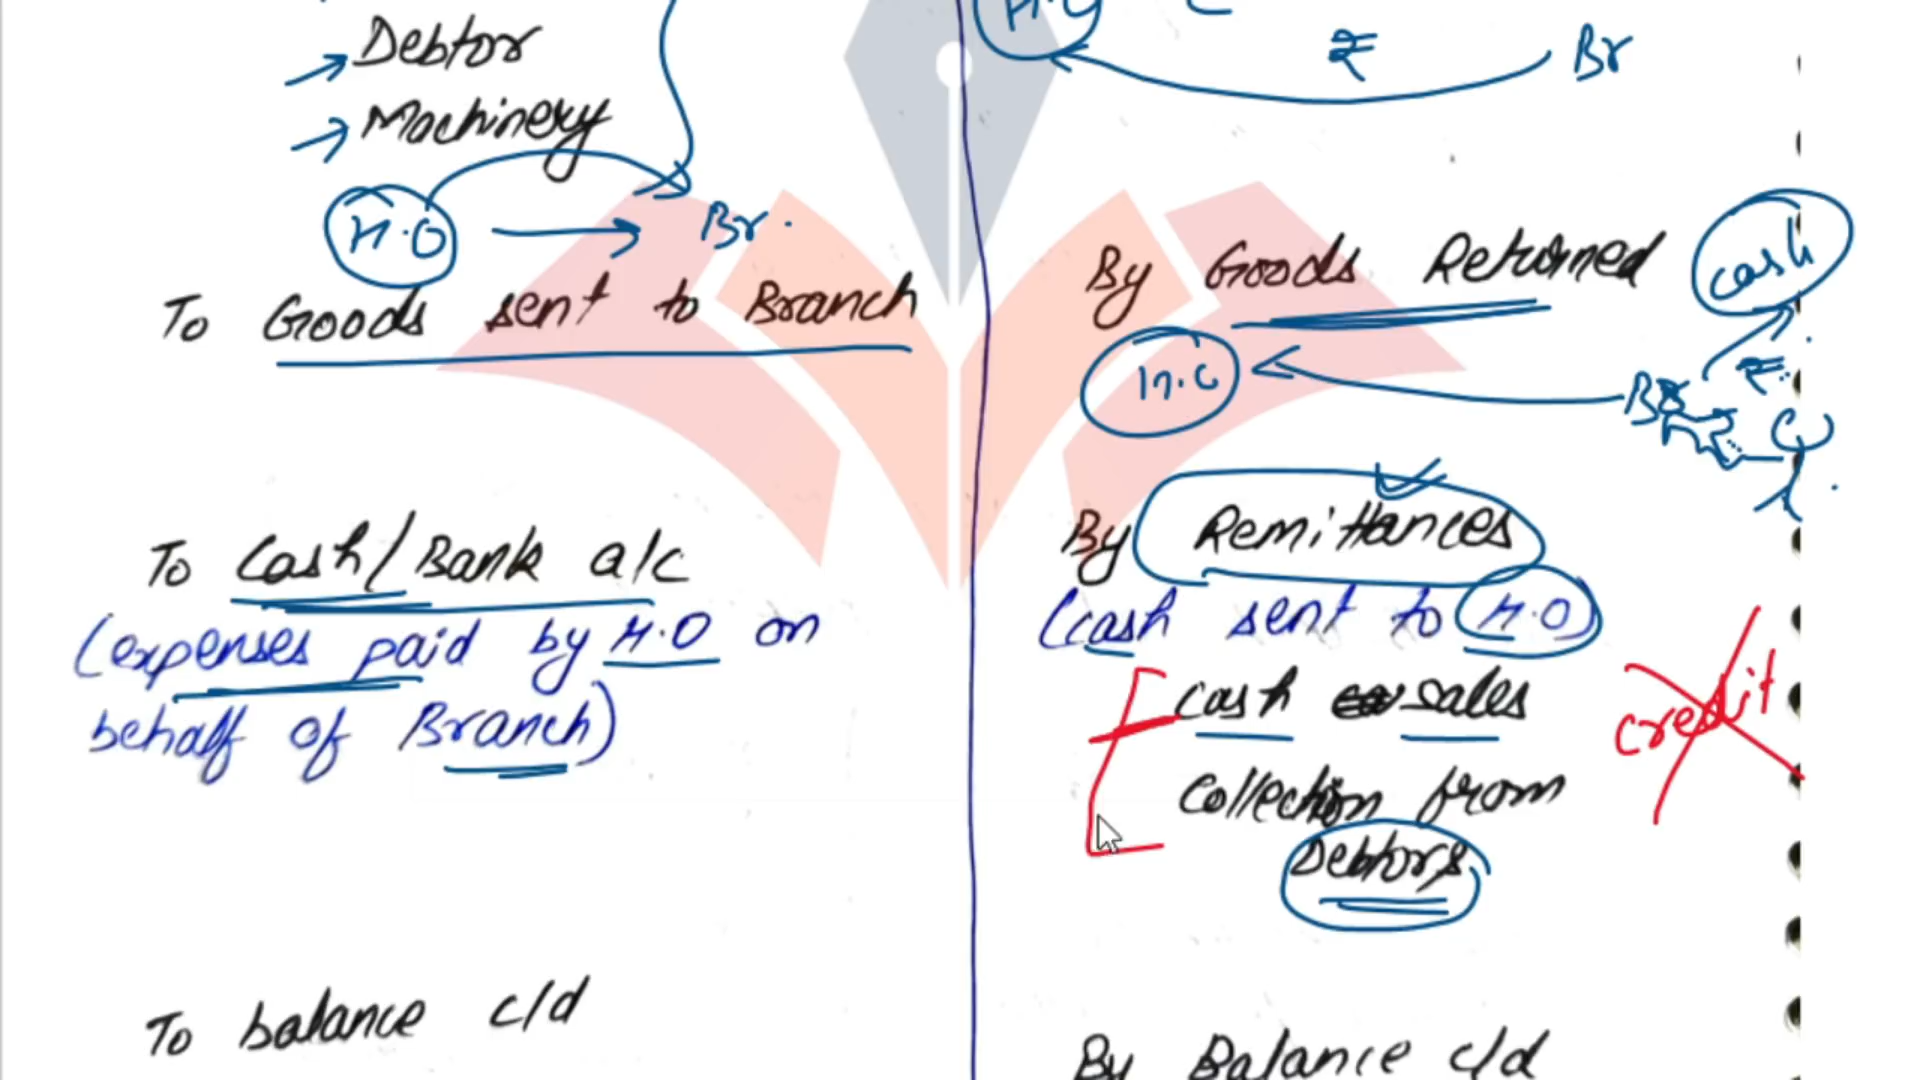 Debtor
Machinery
H.O Br.
To Goods sent to Branch
To Cash/Bank a/c
(expenses paid by H.O on
behalf of Branch)
To balance c/d
H.O
₹ Br
By Goods Returned cash
By Remittances
(cash sent to H.O)
cash sales
credit
Collection from
Debtors
By Balance c/d